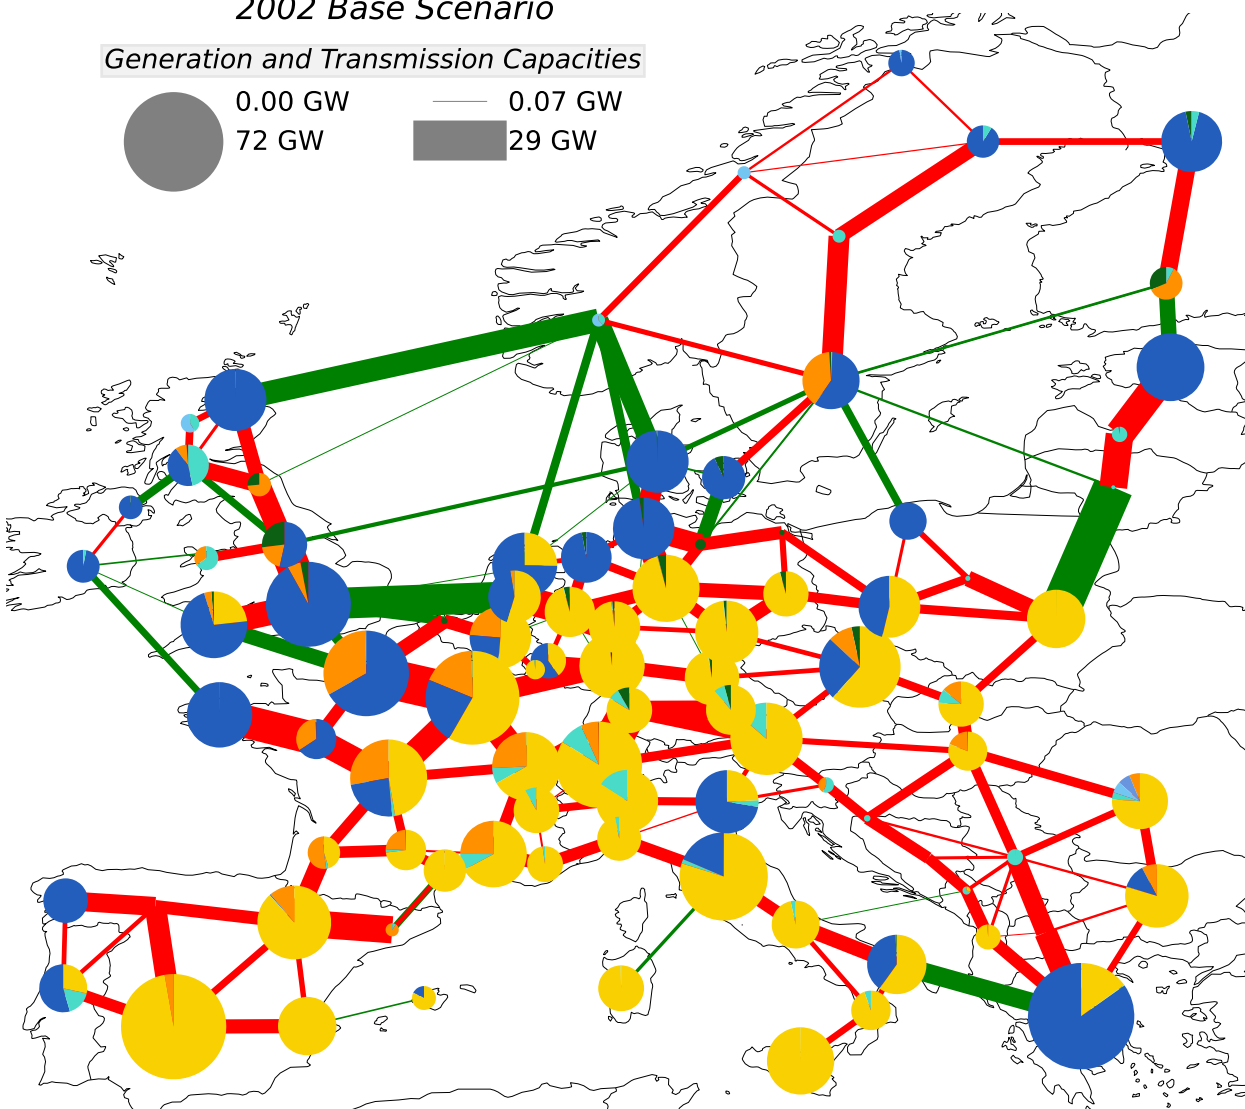 2002 Base Scenario
Generation and Transmission Capacities
0.00 GW 0.07 GW
72 GW 29 GW